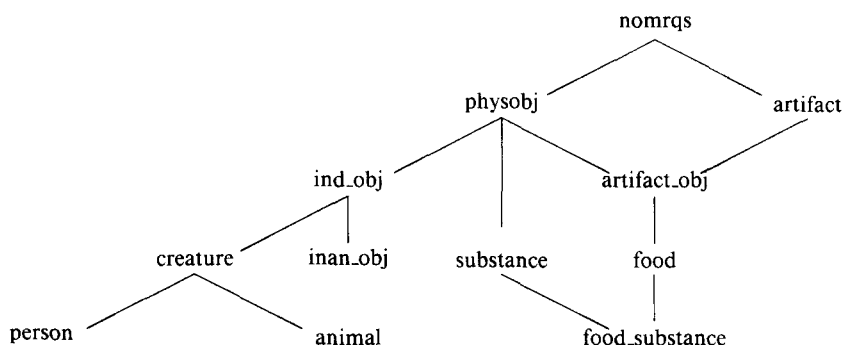 nomrqs
physobj artifact
ind_obj artifact_obj
creature inan_obj substance food
person animal food_substance